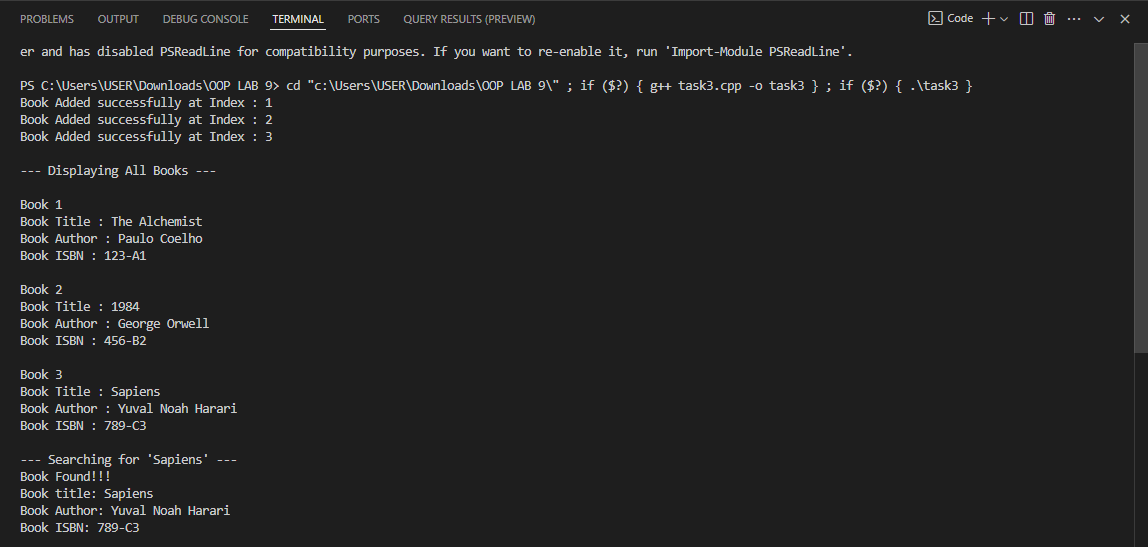 PROBLEMS OUTPUT DEBUG CONSOLE TERMINAL PORTS QUERY RESULTS (PREVIEW) Code
er and has disabled PSReadLine for compatibility purposes. If you want to re-enable it, run 'Import-Module PSReadLine'.
PS C:\Users\USER\Downloads\OOP LAB 9> cd "c:\Users\USER\Downloads\OOP LAB 9\" ; if ($?) { g++ task3.cpp -o task3 } ; if ($?) { .\task3 }
Book Added successfully at Index : 1
Book Added successfully at Index : 2
Book Added successfully at Index : 3
--- Displaying All Books ---
Book 1
Book Title : The Alchemist
Book Author : Paulo Coelho
Book ISBN : 123-A1
Book 2
Book Title : 1984
Book Author : George Orwell
Book ISBN : 456-B2
Book 3
Book Title : Sapiens
Book Author : Yuval Noah Harari
Book ISBN : 789-C3
--- Searching for 'Sapiens' ---
Book Found!!!
Book title: Sapiens
Book Author: Yuval Noah Harari
Book ISBN: 789-C3